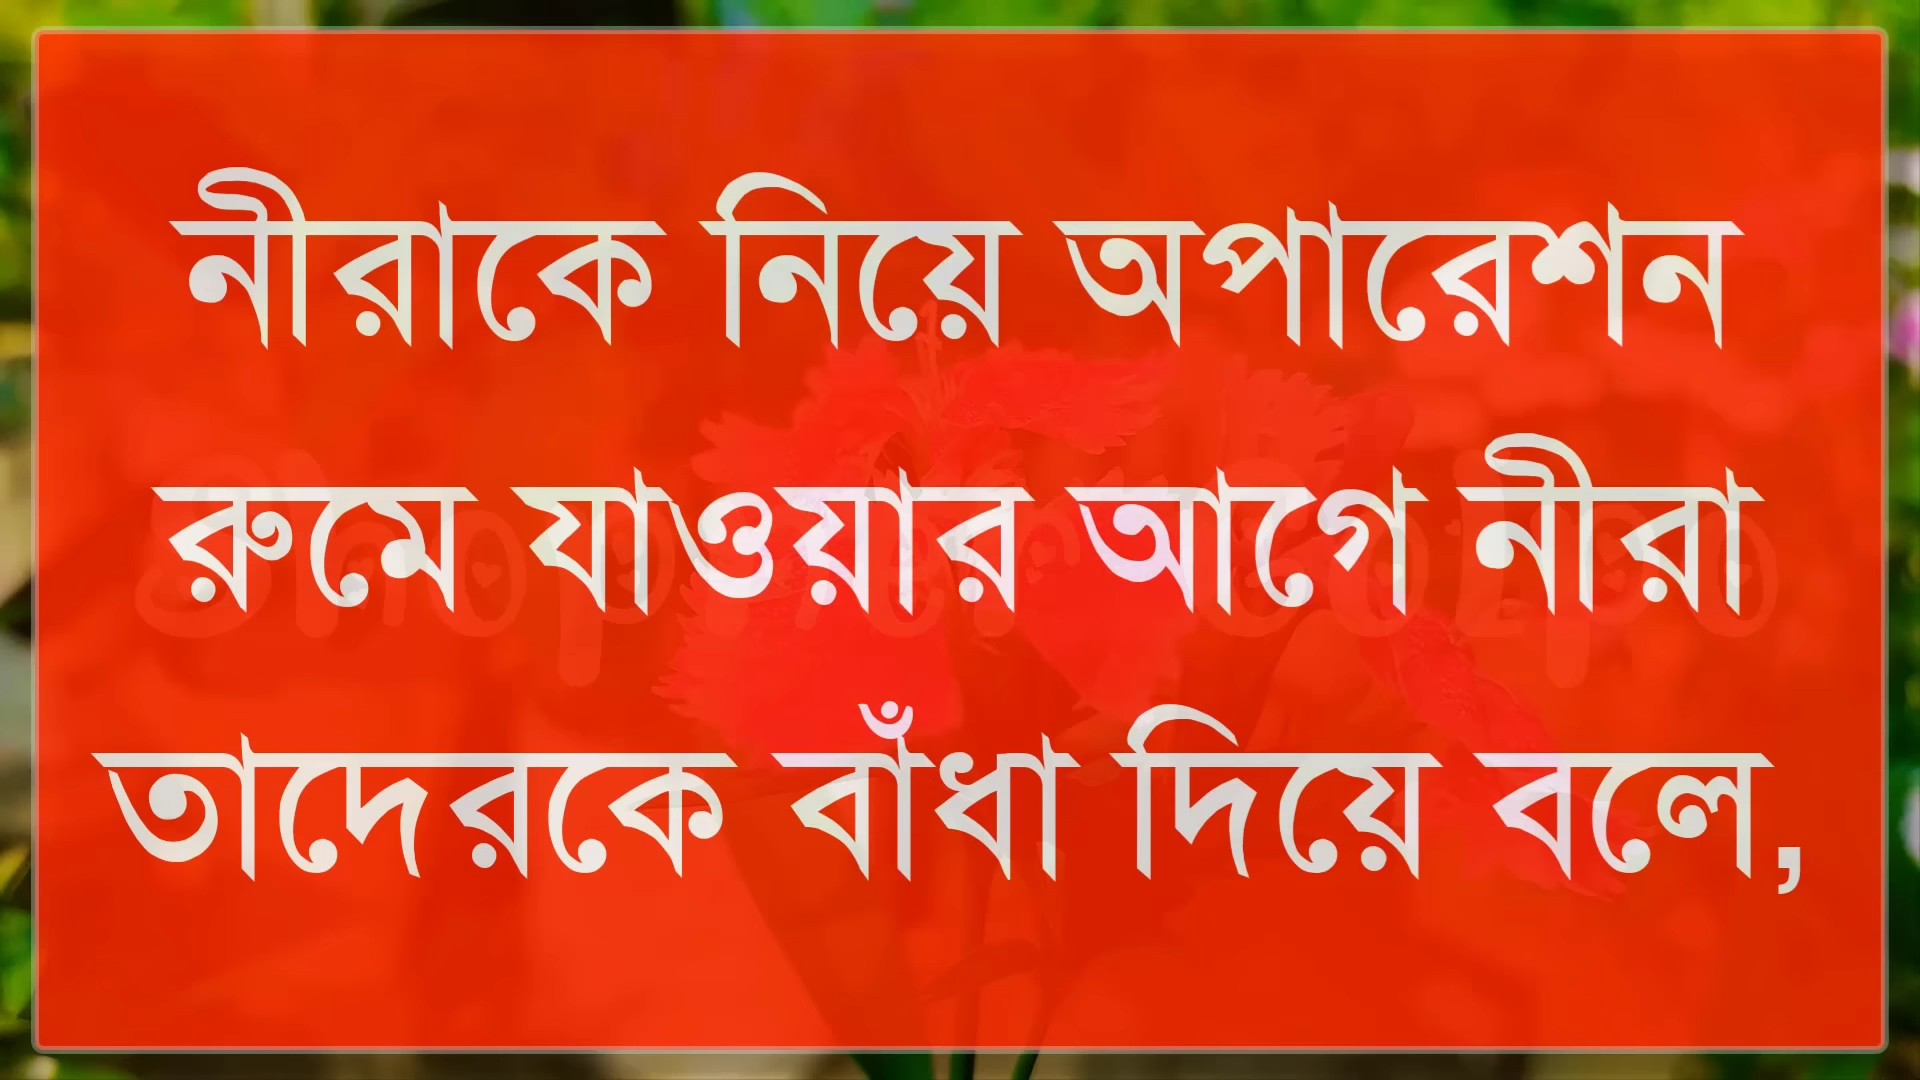 নীরাকে নিয়ে অপারেশন
রুমে যাওয়ার আগে নীরা
তাদেরকে বাঁধা দিয়ে বলে,